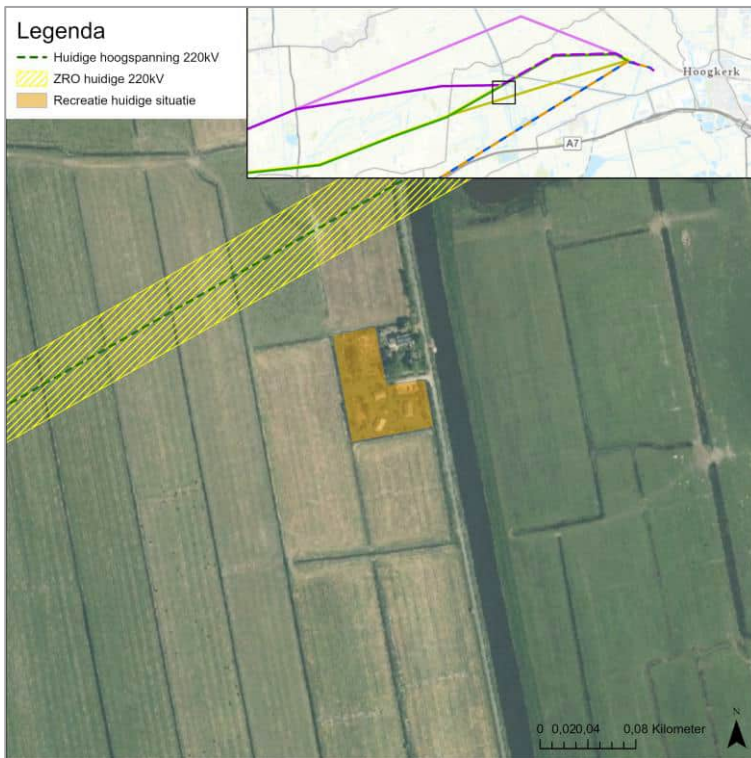 Legenda
Huidige hoogspanning 220kV
ZRO huidige 220kV
Recreatie huidige situatie
Hoogkerk
A7
N
0 0,020,04 0,08 Kilometer